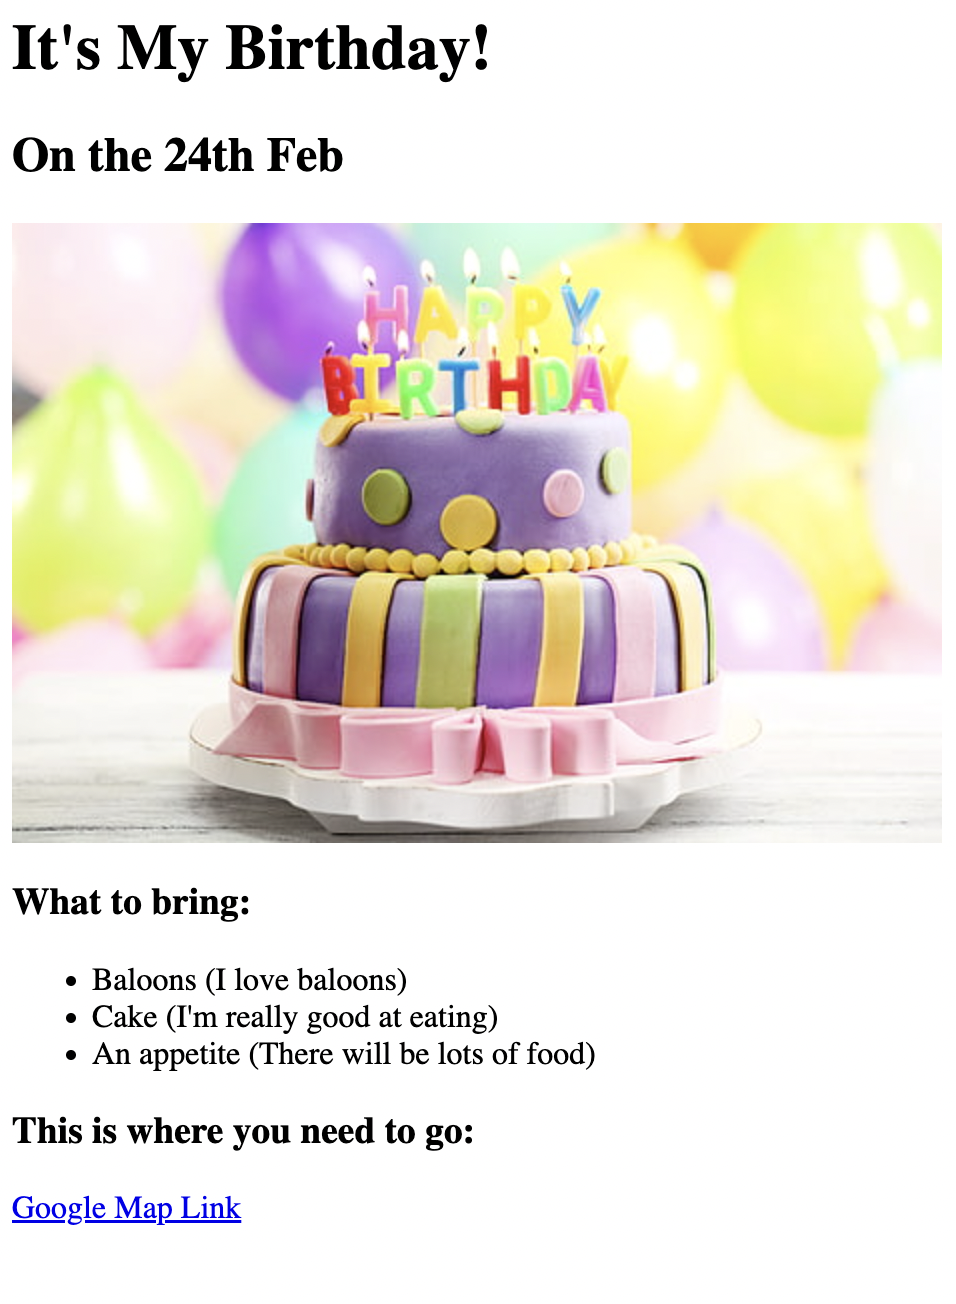 It's My Birthday!
On the 24th Feb
HAPPY
BIRTHDAY
What to bring:
Baloons (I love baloons)
Cake (I'm really good at eating)
An appetite (There will be lots of food)
This is where you need to go:
Google Map Link